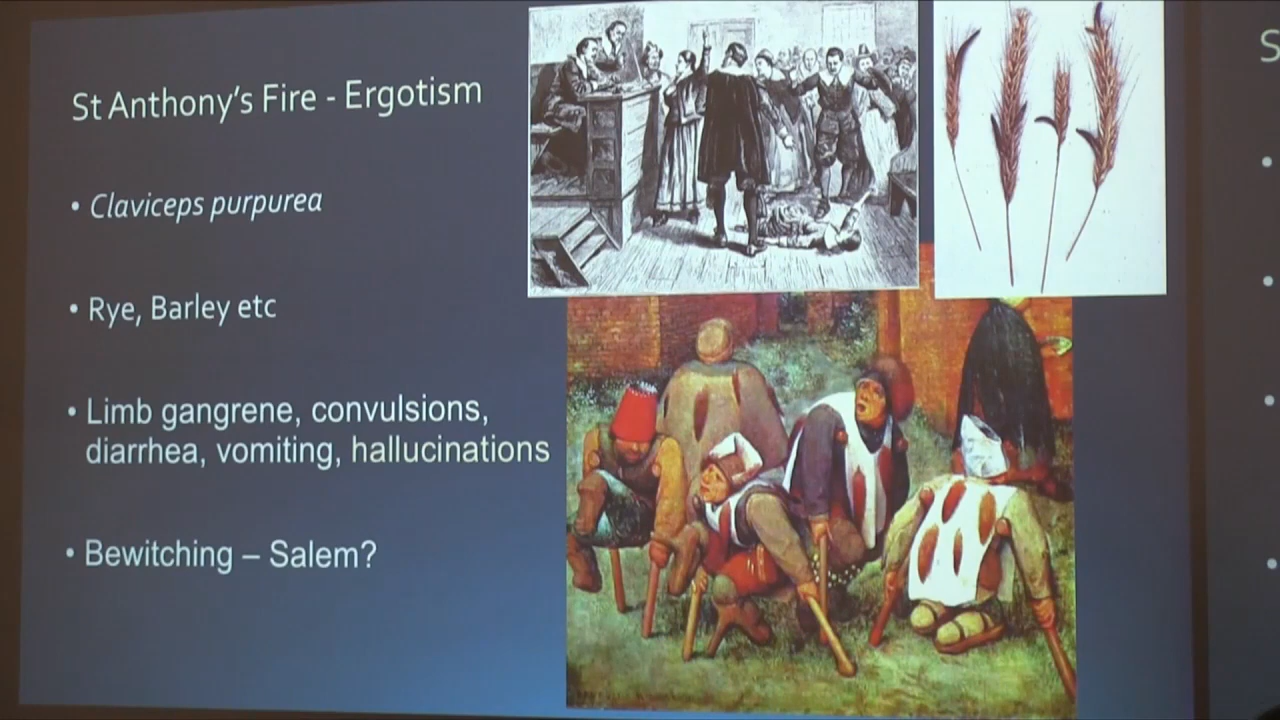 St Anthony's Fire - Ergotism
• Claviceps purpurea
• Rye, Barley etc
• Limb gangrene, convulsions,
diarrhea, vomiting, hallucinations
• Bewitching – Salem?
S